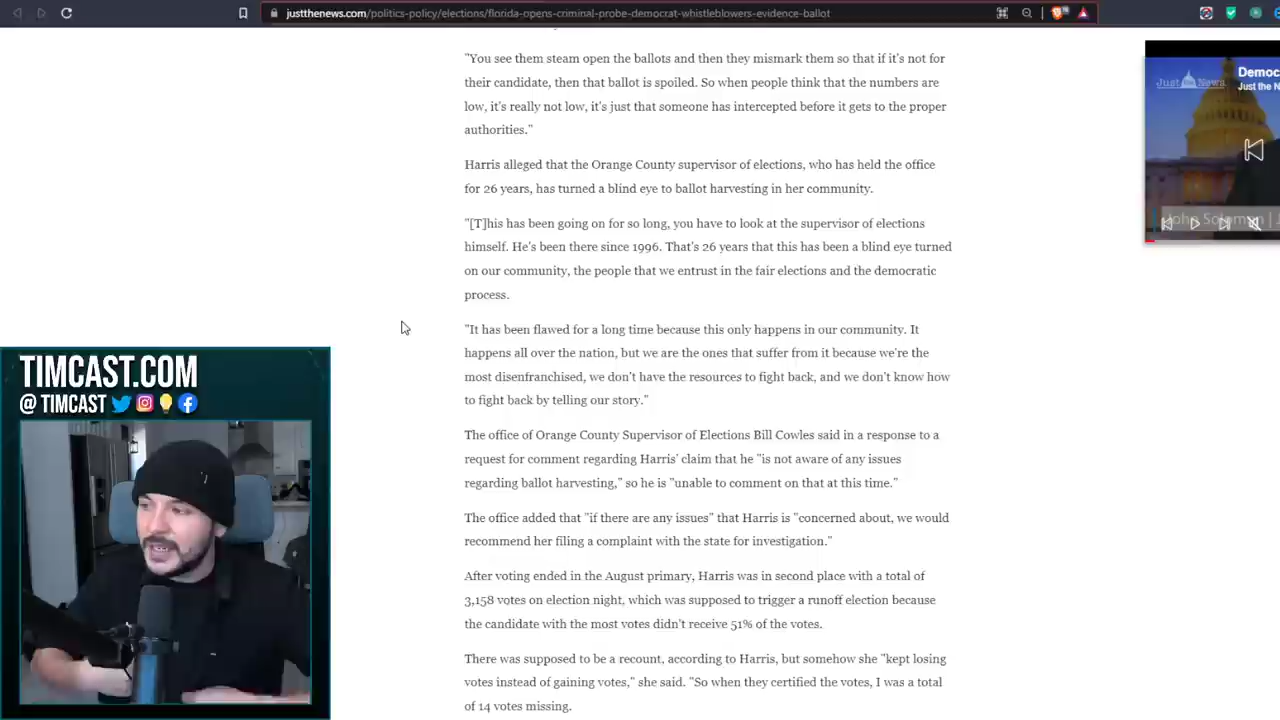 justthenews.com/politics-policy/elections/florida-opens-criminal-probe-democrat-whistleblowers-evidence-ballot
"You see them steam open the ballots and then they mismark them so that if it's not for
their candidate, then that ballot is spoiled. So when people think that the numbers are
low, it's really not low, it's just that someone has intercepted before it gets to the proper
authorities."
Harris alleged that the Orange County supervisor of elections, who has held the office
for 26 years, has turned a blind eye to ballot harvesting in her community.
"[T]his has been going on for so long, you have to look at the supervisor of elections
himself. He's been there since 1996. That's 26 years that this has been a blind eye turned
on our community, the people that we entrust in the fair elections and the democratic
process.
"It has been flawed for a long time because this only happens in our community. It
happens all over the nation, but we are the ones that suffer from it because we're the
most disenfranchised, we don't have the resources to fight back, and we don't know how
to fight back by telling our story."
The office of Orange County Supervisor of Elections Bill Cowles said in a response to a
request for comment regarding Harris' claim that he "is not aware of any issues
regarding ballot harvesting," so he is "unable to comment on that at this time."
The office added that "if there are any issues" that Harris is "concerned about, we would
recommend her filing a complaint with the state for investigation."
After voting ended in the August primary, Harris was in second place with a total of
3,158 votes on election night, which was supposed to trigger a runoff election because
the candidate with the most votes didn't receive 51% of the votes.
There was supposed to be a recount, according to Harris, but somehow she "kept losing
votes instead of gaining votes," she said. "So when they certified the votes, I was a total
of 14 votes missing.
Just the News
Democ
Just the N
John Solomon | J
TIMCAST.COM
@ TIMCAST